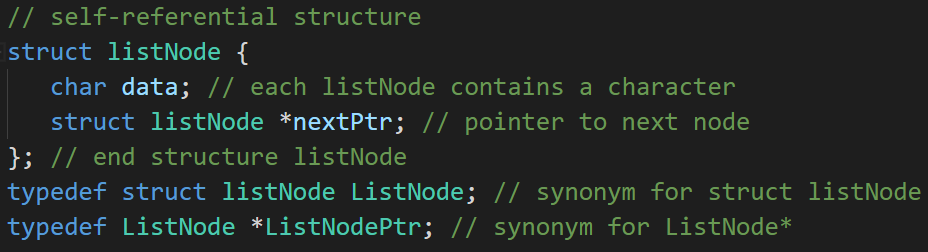 // self-referential structure
struct listNode {
   char data; // each listNode contains a character
   struct listNode *nextPtr; // pointer to next node
}; // end structure listNode
typedef struct listNode ListNode; // synonym for struct listNode
typedef ListNode *ListNodePtr; // synonym for ListNode*